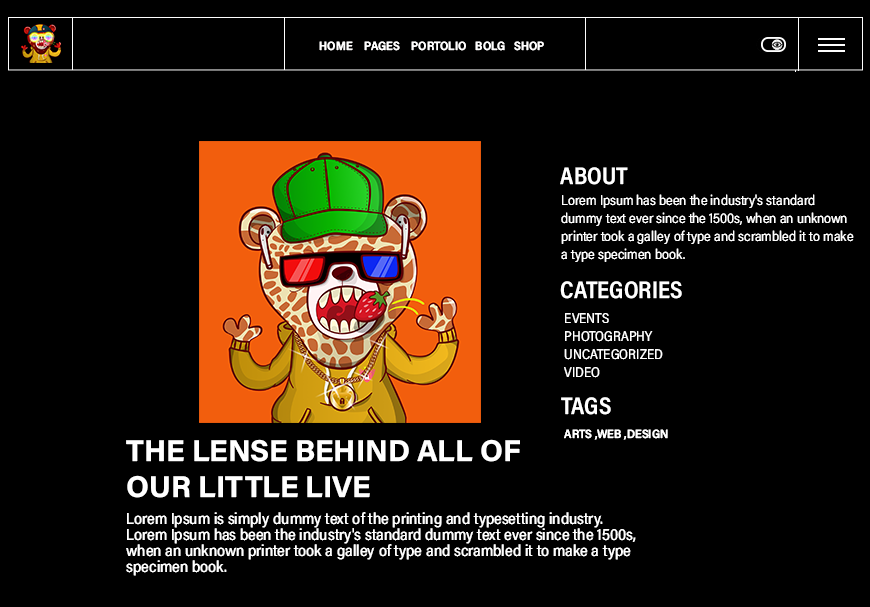 HOME PAGES PORTOLIO BOLG SHOP
THE LENSE BEHIND ALL OF
OUR LITTLE LIVE
Lorem Ipsum is simply dummy text of the printing and typesetting industry.
Lorem Ipsum has been the industry's standard dummy text ever since the 1500s,
when an unknown printer took a galley of type and scrambled it to make a type
specimen book.
ABOUT
Lorem Ipsum has been the industry's standard
dummy text ever since the 1500s, when an unknown
printer took a galley of type and scrambled it to make
a type specimen book.
CATEGORIES
EVENTS
PHOTOGRAPHY
UNCATEGORIZED
VIDEO
TAGS
ARTS ,WEB ,DESIGN